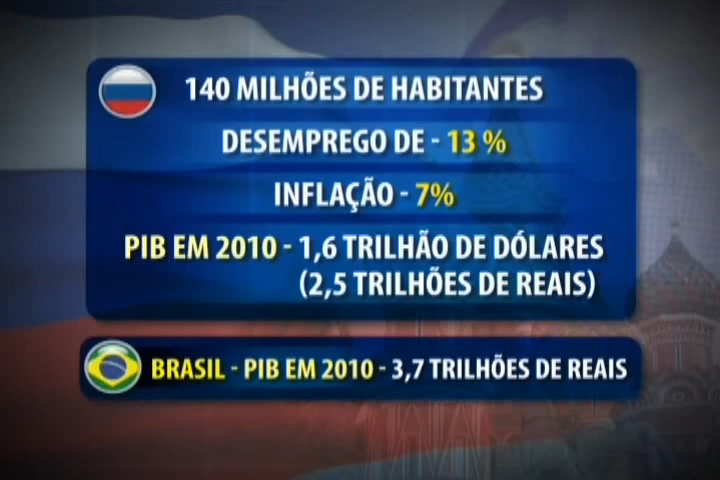 140 MILHÕES DE HABITANTES
DESEMPREGO DE - 13 %
INFLAÇÃO - 7%
PIB EM 2010 - 1,6 TRILHÃO DE DÓLARES
(2,5 TRILHÕES DE REAIS)
BRASIL - PIB EM 2010 - 3,7 TRILHÕES DE REAIS